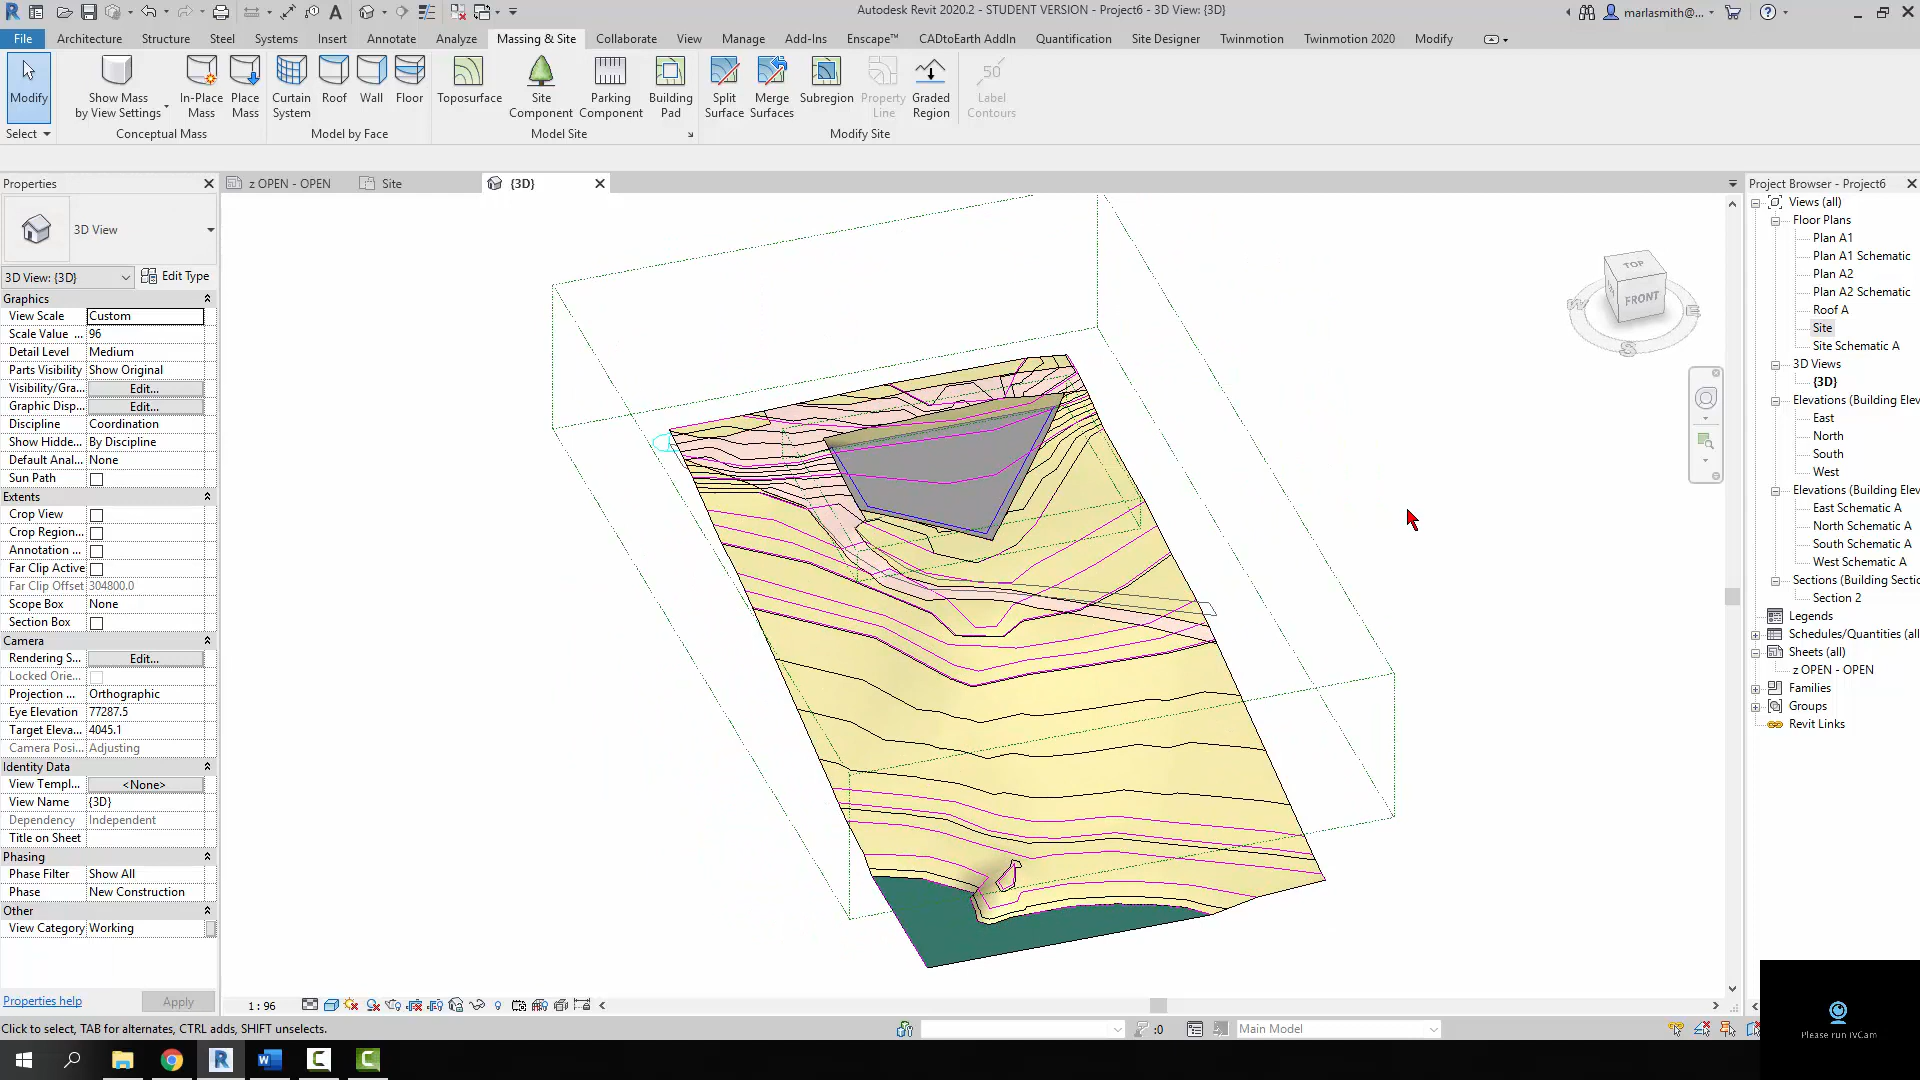 Autodesk Revit 2020.2 - STUDENT VERSION - Project6 - 3D View: {3D}
marlasmith@...
File
Architecture
Structure
Steel
Systems
Insert
Annotate
Analyze
Massing & Site
Collaborate
View
Manage
Add-Ins
Enscape™
CADtoEarth AddIn
Quantification
Site Designer
Twinmotion
Twinmotion 2020
Modify
Modify
Show Mass
by View Settings
In-Place
Mass
Place
Mass
Curtain
System
Roof
Wall
Floor
Toposurface
Site
Component
Parking
Component
Building
Pad
Split
Surface
Merge
Surfaces
Subregion
Property
Line
Graded
Region
50
Label
Contours
Select
Conceptual Mass
Model by Face
Model Site
Modify Site
Properties
z OPEN - OPEN
Site
{3D}
Project Browser - Project6
3D View
3D View: {3D}
Edit Type
Graphics
View Scale
Custom
Scale Value ...
96
Detail Level
Medium
Parts Visibility
Show Original
Visibility/Gra...
Edit...
Graphic Disp...
Edit...
Discipline
Coordination
Show Hidde...
By Discipline
Default Anal...
None
Sun Path
Extents
Crop View
Crop Region...
Annotation ...
Far Clip Active
Far Clip Offset
304800.0
Scope Box
None
Section Box
Camera
Rendering S...
Edit...
Locked Orie...
Projection ...
Orthographic
Eye Elevation
77287.5
Target Eleva...
4045.1
Camera Posi...
Adjusting
Identity Data
View Templ...
<None>
View Name
{3D}
Dependency
Independent
Title on Sheet
Phasing
Phase Filter
Show All
Phase
New Construction
Other
View Category
Working
Properties help
Apply
TOP
FRONT
E
S
Views (all)
Floor Plans
Plan A1
Plan A1 Schematic
Plan A2
Plan A2 Schematic
Roof A
Site
Site Schematic A
3D Views
{3D}
Elevations (Building Elev
East
North
South
West
Elevations (Building Elev
East Schematic A
North Schematic A
South Schematic A
West Schematic A
Sections (Building Sectio
Section 2
Legends
Schedules/Quantities (all
Sheets (all)
z OPEN - OPEN
Families
Groups
Revit Links
1 : 96
Click to select, TAB for alternates, CTRL adds, SHIFT unselects.
:0
Main Model
Please run iVCam